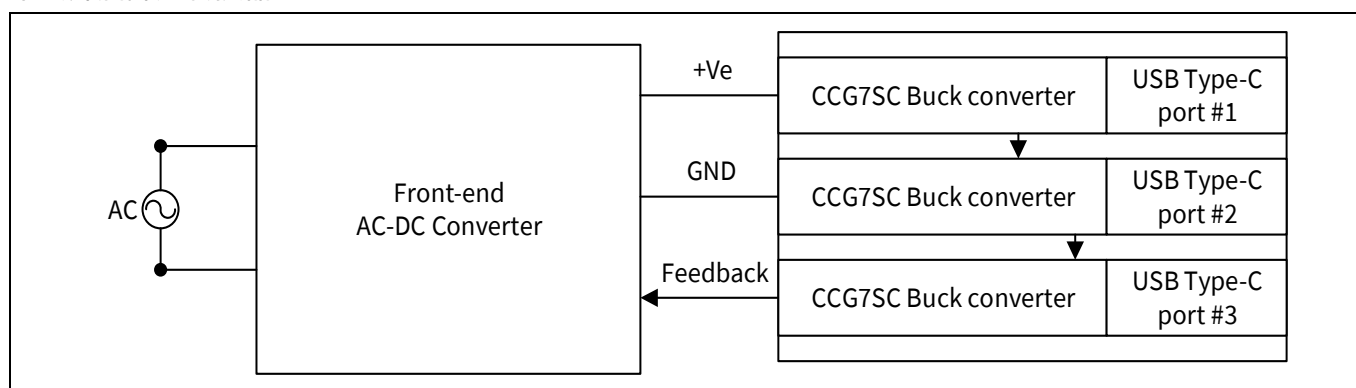 +Ve
CCG7SC Buck converter
USB Type-C
port #1
GND
CCG7SC Buck converter
USB Type-C
port #2
AC
Front-end
AC-DC Converter
Feedback
CCG7SC Buck converter
USB Type-C
port #3